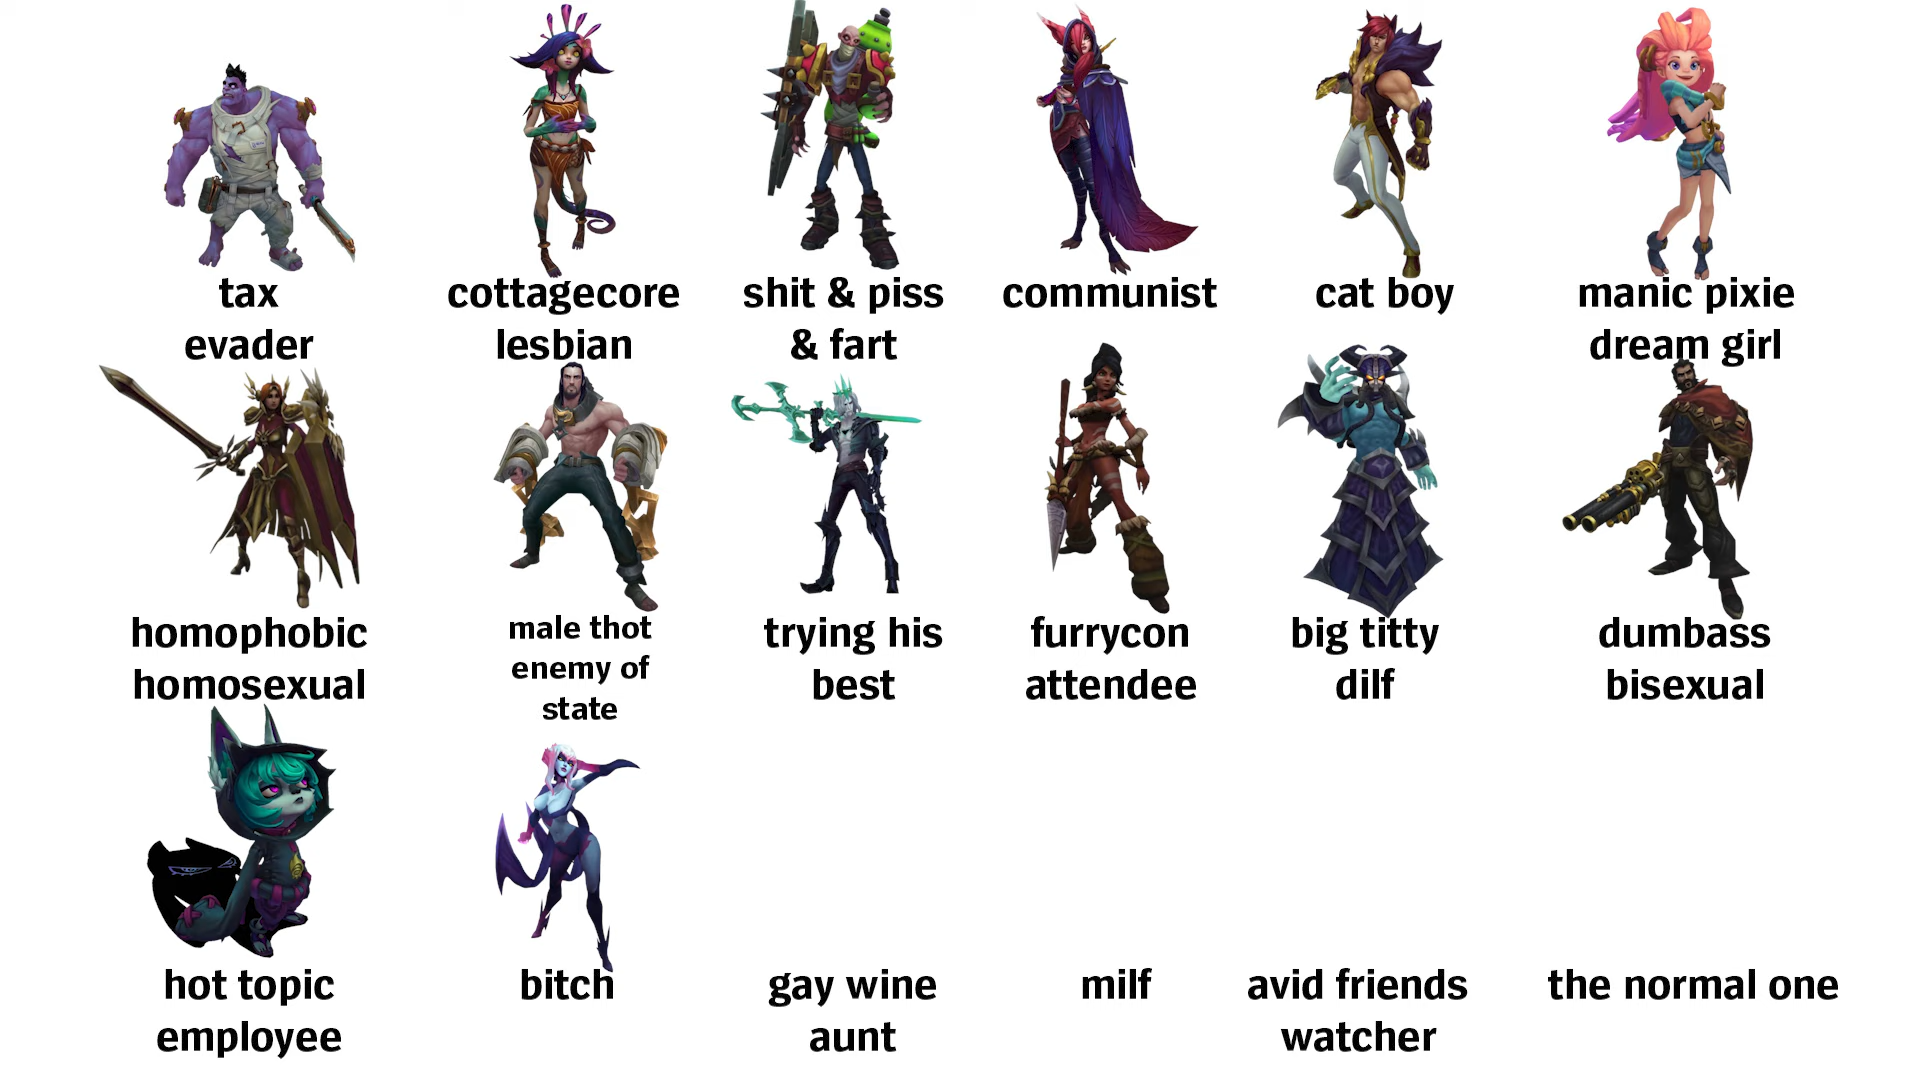 tax
evader
cottagecore
lesbian
shit & piss
& fart
communist
cat boy
manic pixie
dream girl
homophobic
homosexual
male thot
enemy of
state
trying his
best
furrycon
attendee
big titty
dilf
dumbass
bisexual
hot topic
employee
bitch
gay wine
aunt
milf
avid friends
watcher
the normal one